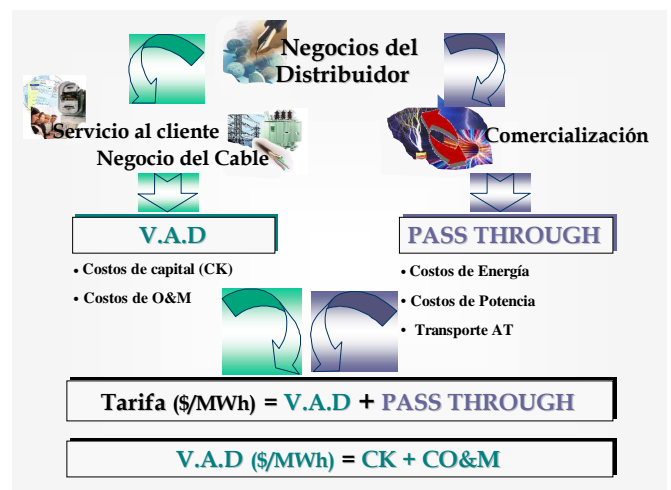 Negocios del
Distribuidor
Servicio al cliente
Negocio del Cable
Comercialización
V.A.D
• Costos de capital (CK)
• Costos de O&M
PASS THROUGH
• Costos de Energía
• Costos de Potencia
• Transporte AT
Tarifa ($/MWh) = V.A.D + PASS THROUGH
V.A.D ($/MWh) = CK + CO&M